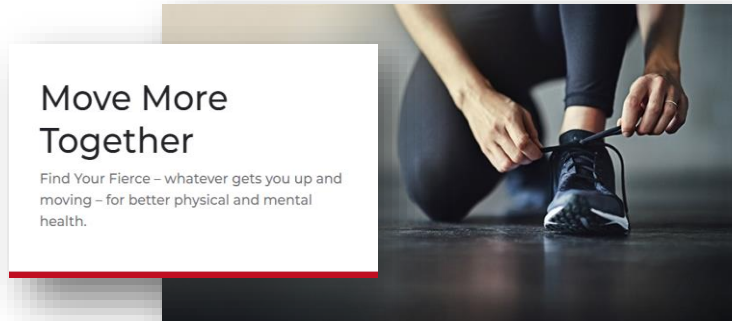 Move More
Together
Find Your Fierce – whatever gets you up and
moving – for better physical and mental
health.